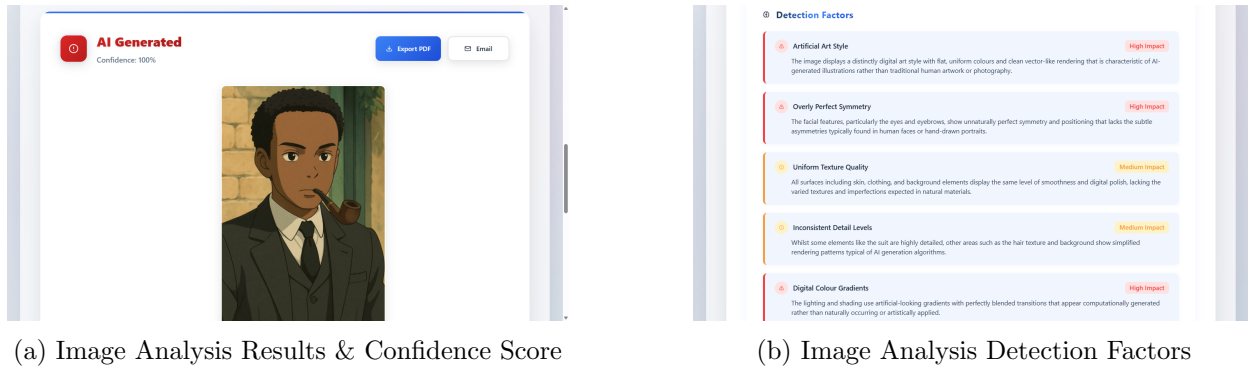 AI Generated
Confidence: 100%
Export PDF
Email
(a) Image Analysis Results & Confidence Score
Detection Factors
Artificial Art Style
High Impact
The image displays a distinctly digital art style with flat, uniform colours and clean vector-like rendering that is characteristic of AI-
generated illustrations rather than traditional human artwork or photography.
Overly Perfect Symmetry
High Impact
The facial features, particularly the eyes and eyebrows, show unnaturally perfect symmetry and positioning that lacks the subtle
asymmetries typically found in human faces or hand-drawn portraits.
Uniform Texture Quality
Medium Impact
All surfaces including skin, clothing, and background elements display the same level of smoothness and digital polish, lacking the
varied textures and imperfections expected in natural materials.
Inconsistent Detail Levels
Medium Impact
Whilst some elements like the suit are highly detailed, other areas such as the hair texture and background show simplified
rendering patterns typical of AI generation algorithms.
Digital Colour Gradients
High Impact
The lighting and shading use artificial-looking gradients with perfectly blended transitions that appear computationally generated
rather than naturally occurring or artistically applied.
(b) Image Analysis Detection Factors